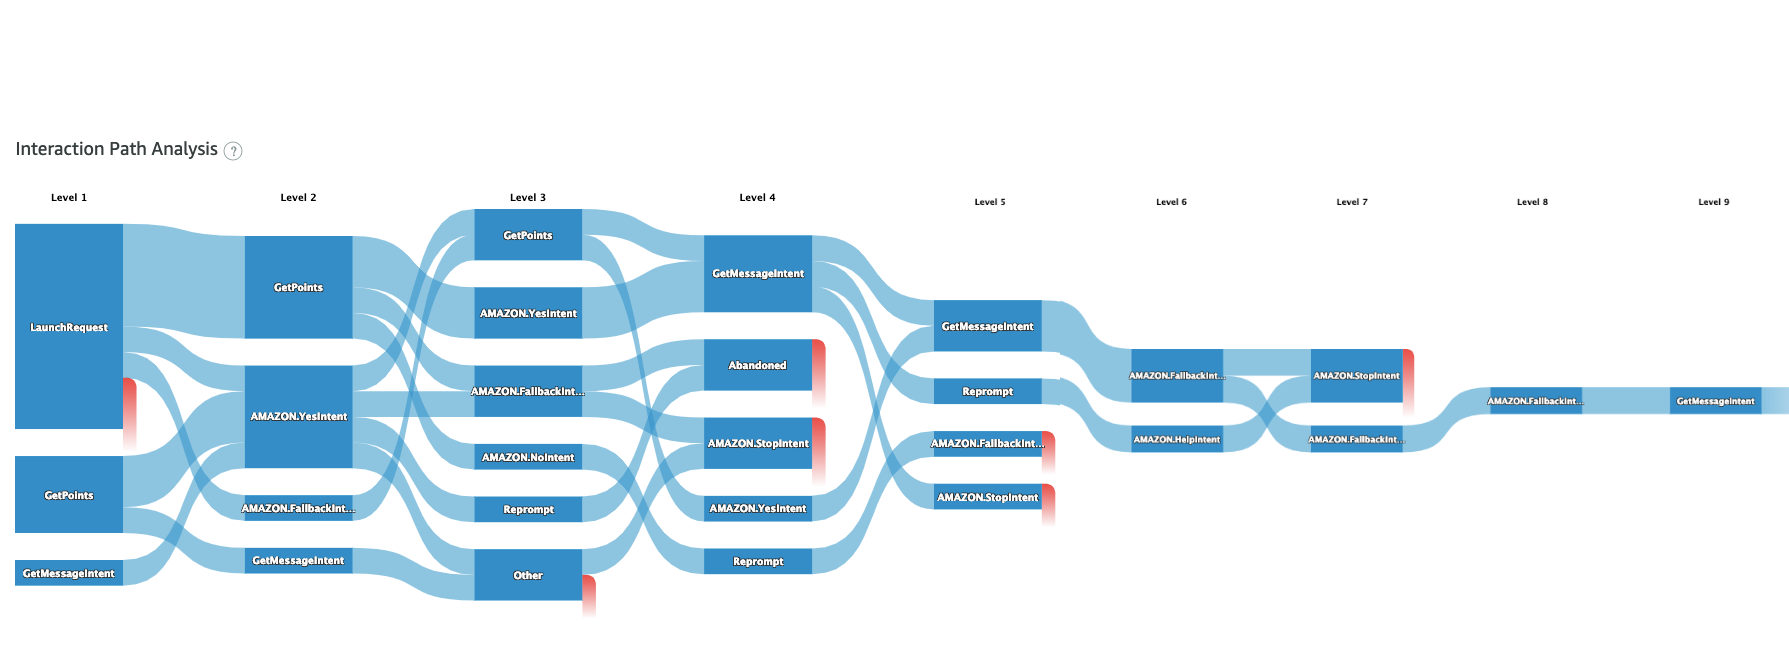 Interaction Path Analysis ?
Level 1
Level 2
Level 3
Level 4
Level 5
Level 6
Level 7
Level 8
Level 9
LaunchRequest
GetPoints
GetMessageIntent
GetPoints
AMAZON.YesIntent
AMAZON.FallbackInt...
GetMessageIntent
GetPoints
AMAZON.YesIntent
AMAZON.FallbackInt...
AMAZON.NoIntent
Reprompt
Other
GetMessageIntent
Abandoned
AMAZON.StopIntent
AMAZON.YesIntent
Reprompt
GetMessageIntent
Reprompt
AMAZON.FallbackInt...
AMAZON.StopIntent
AMAZON.FallbackInt...
AMAZON.HelpIntent
AMAZON.StopIntent
AMAZON.FallbackInt...
AMAZON.FallbackInt...
GetMessageIntent